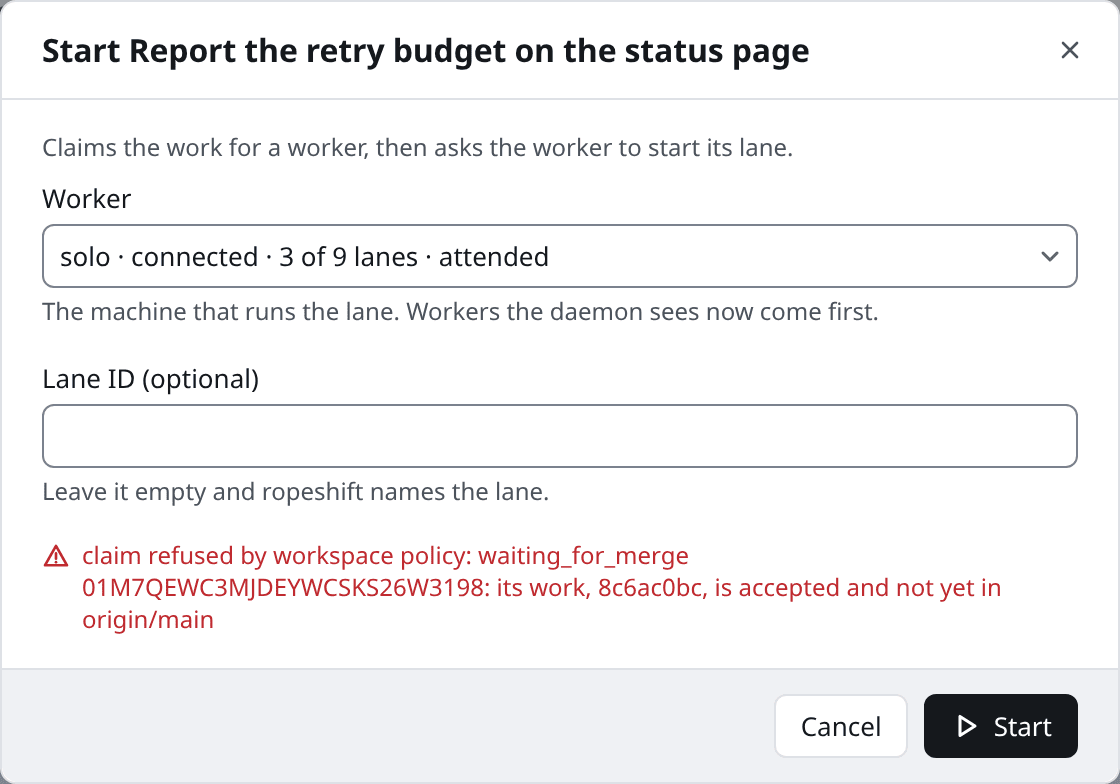 Start Report the retry budget on the status page
Claims the work for a worker, then asks the worker to start its lane.
Worker
solo · connected · 3 of 9 lanes · attended
The machine that runs the lane. Workers the daemon sees now come first.
Lane ID (optional)
Leave it empty and ropeshift names the lane.
claim refused by workspace policy: waiting_for_merge
01M7QEWC3MJDEYWCSKS26W3198: its work, 8c6ac0bc, is accepted and not yet in
origin/main
Cancel
Start